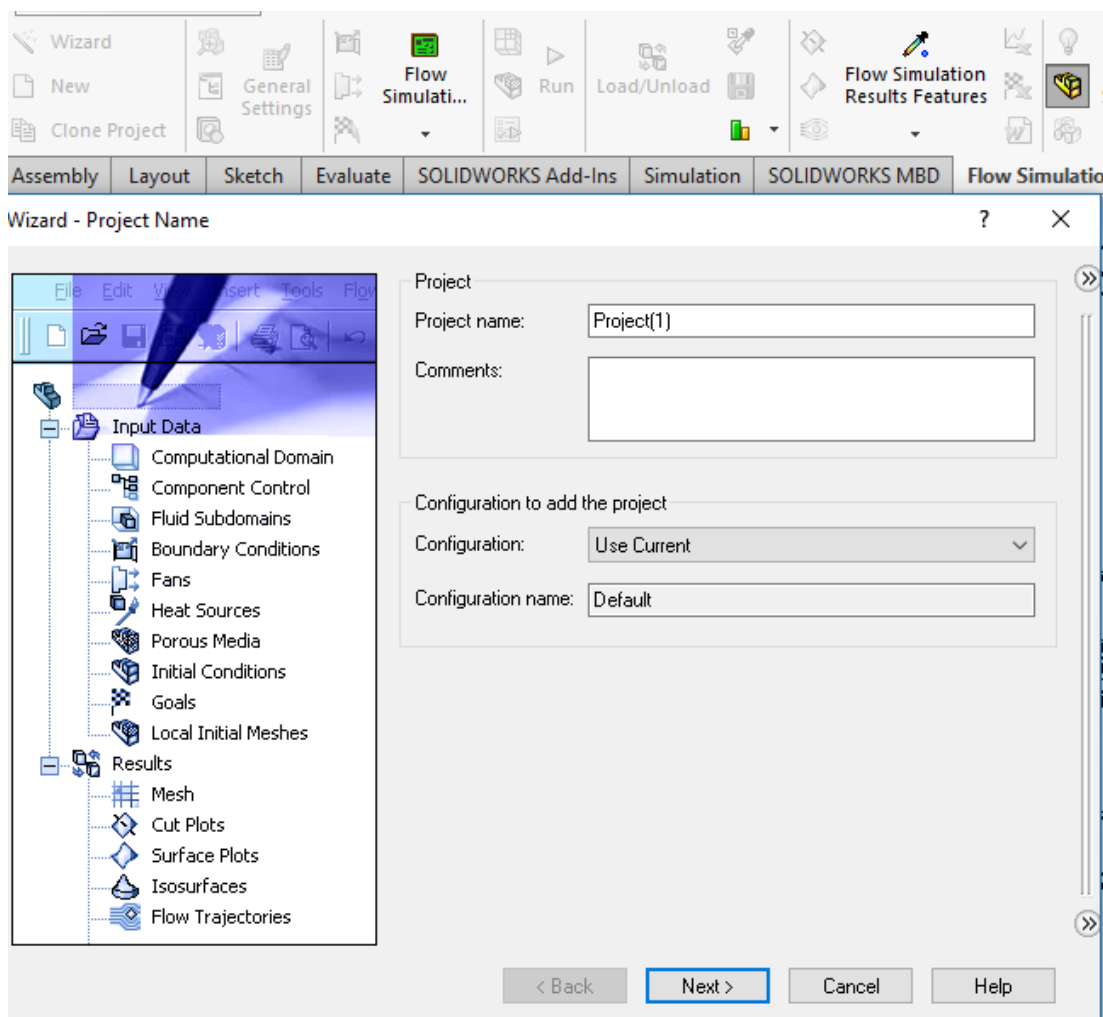 Wizard
New
Clone Project
General
Settings
Flow
Simulati...
Run
Load/Unload
Flow Simulation
Results Features
Assembly
Layout
Sketch
Evaluate
SOLIDWORKS Add-Ins
Simulation
SOLIDWORKS MBD
Flow Simulatio
Wizard - Project Name
?
File Edit View Insert Tools Flow
Input Data
Computational Domain
Component Control
Fluid Subdomains
Boundary Conditions
Fans
Heat Sources
Porous Media
Initial Conditions
Goals
Local Initial Meshes
Results
Mesh
Cut Plots
Surface Plots
Isosurfaces
Flow Trajectories
Project
Project name:
Project(1)
Comments:
Configuration to add the project
Configuration:
Use Current
Configuration name:
Default
< Back
Next >
Cancel
Help